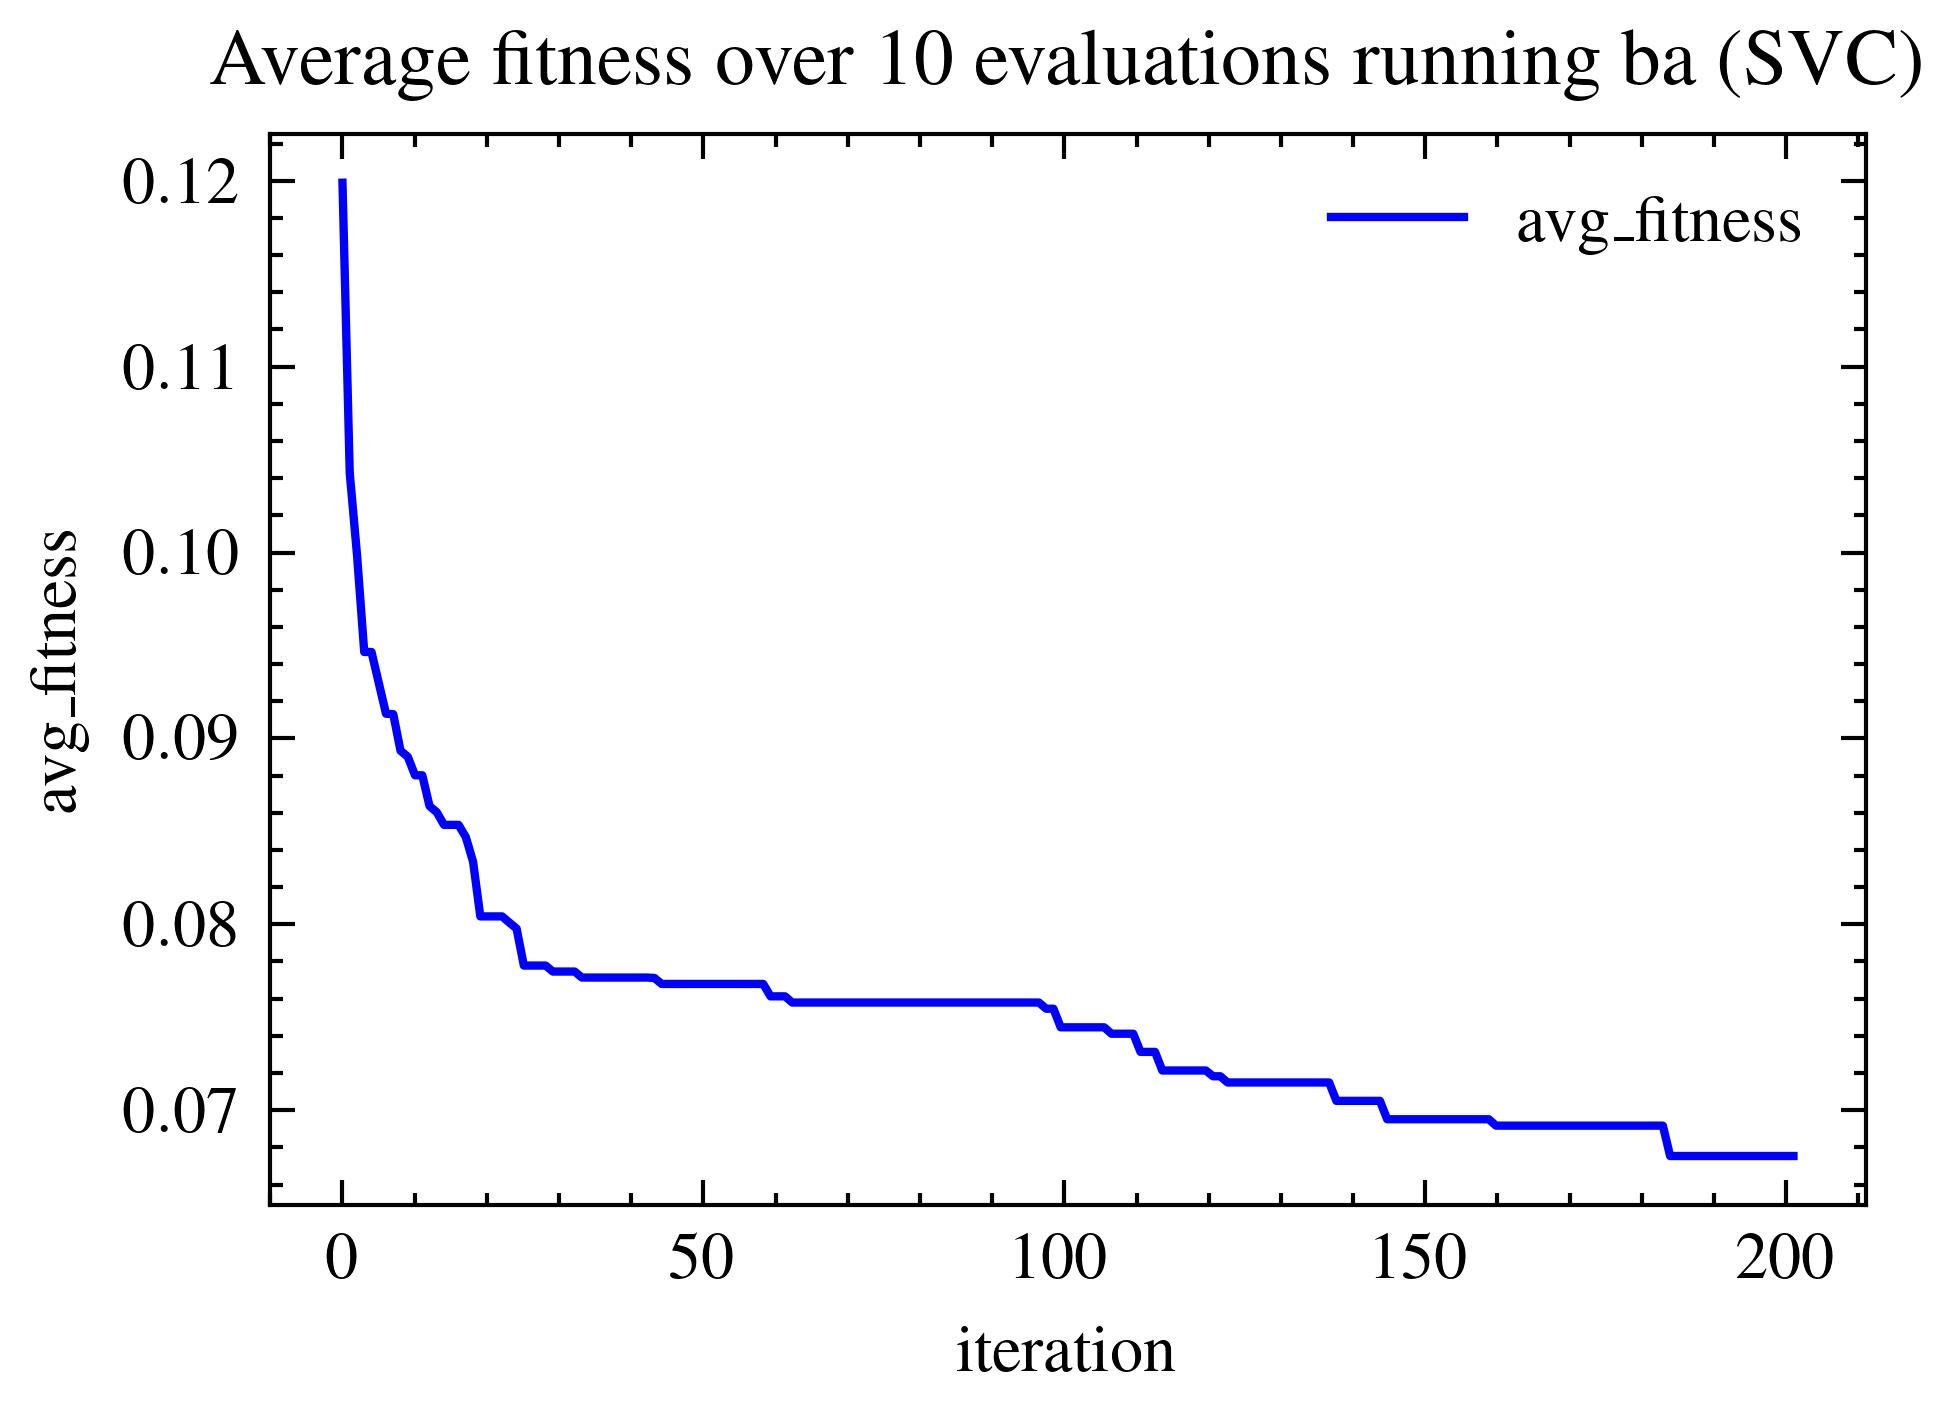 Average fitness over 10 evaluations running ba (SVC)
avg_fitness
0.12
0.11
0.10
0.09
0.08
0.07
avg_fitness
0 50 100 150 200
iteration